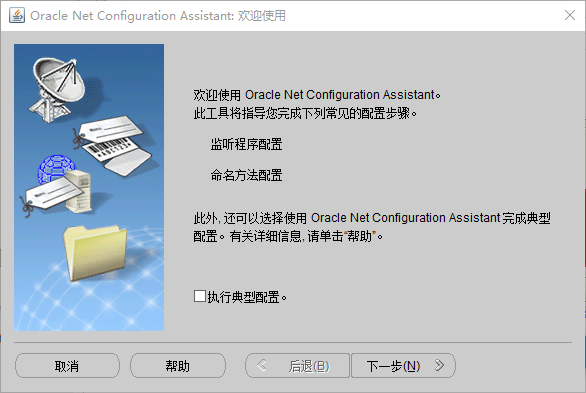 Oracle Net Configuration Assistant: 欢迎使用
欢迎使用 Oracle Net Configuration Assistant。
此工具将指导您完成下列常见的配置步骤。
监听程序配置
命名方法配置
此外, 还可以选择使用 Oracle Net Configuration Assistant 完成典型
配置。有关详细信息, 请单击“帮助”。
执行典型配置。
取消
帮助
后退(B)
下一步(N)